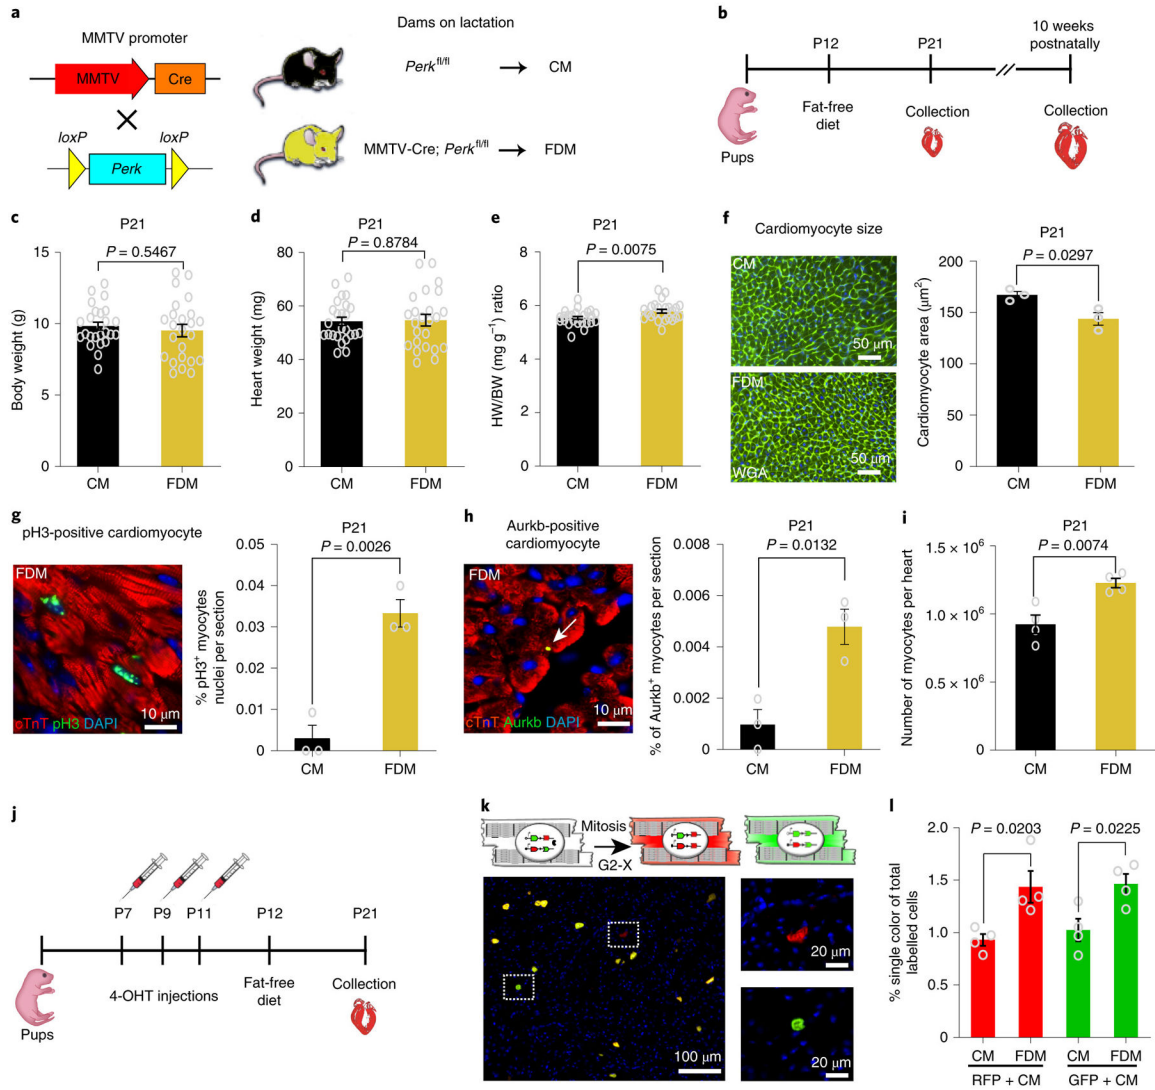 a
MMTV promoter
MMTV
Cre
loxP
loxP
Perk
Dams on lactation
Perk^fl/fl
CM
MMTV-Cre; Perk^fl/fl
FDM
b
P12
P21
10 weeks
postnatally
Pups
Fat-free
diet
Collection
Collection
c
P21
P = 0.5467
Body weight (g)
15
10
5
0
CM
FDM
d
P21
P = 0.8784
Heart weight (mg)
80
60
40
20
0
CM
FDM
e
P21
P = 0.0075
HW/BW (mg g⁻¹) ratio
8
6
4
2
0
CM
FDM
f
Cardiomyocyte size
CM
50 μm
FDM
WGA
50 μm
P21
P = 0.0297
Cardiomyocyte area (μm²)
200
150
100
50
0
CM
FDM
g
pH3-positive cardiomyocyte
FDM
cTnT pH3 DAPI
10 μm
P21
P = 0.0026
% pH3⁺ myocytes
nuclei per section
0.05
0.04
0.03
0.02
0.01
0
CM
FDM
h
Aurkb-positive
cardiomyocyte
FDM
cTnT Aurkb DAPI
10 μm
P21
P = 0.0132
% of Aurkb⁺ myocytes per section
0.008
0.006
0.004
0.002
0
CM
FDM
i
P21
P = 0.0074
Number of myocytes per heart
1.5 × 10⁶
1.0 × 10⁶
0.5 × 10⁶
0
CM
FDM
j
P7
P9
P11
P12
P21
Pups
4-OHT injections
Fat-free
diet
Collection
k
Mitosis
G2-X
100 μm
20 μm
20 μm
l
P = 0.0203
P = 0.0225
% single color of total
labelled cells
2.0
1.5
1.0
0.5
0
CM
FDM
CM
FDM
RFP + CM
GFP + CM